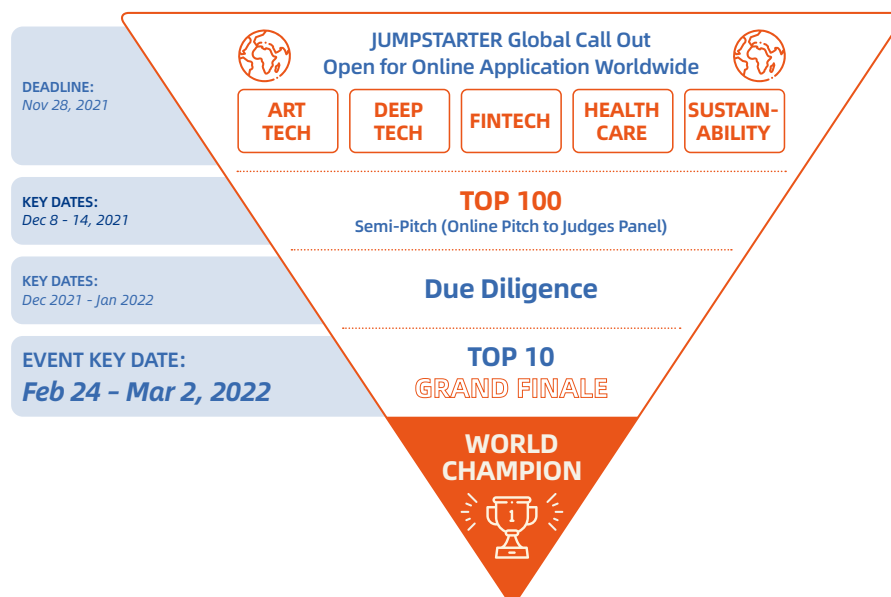 JUMPSTARTER Global Call Out
Open for Online Application Worldwide
DEADLINE:
Nov 28, 2021
ART
TECH
DEEP
TECH
FINTECH
HEALTH
CARE
SUSTAIN-
ABILITY
KEY DATES:
Dec 8 - 14, 2021
TOP 100
Semi-Pitch (Online Pitch to Judges Panel)
KEY DATES:
Dec 2021 - Jan 2022
Due Diligence
EVENT KEY DATE:
Feb 24 – Mar 2, 2022
TOP 10
GRAND FINALE
WORLD
CHAMPION
1